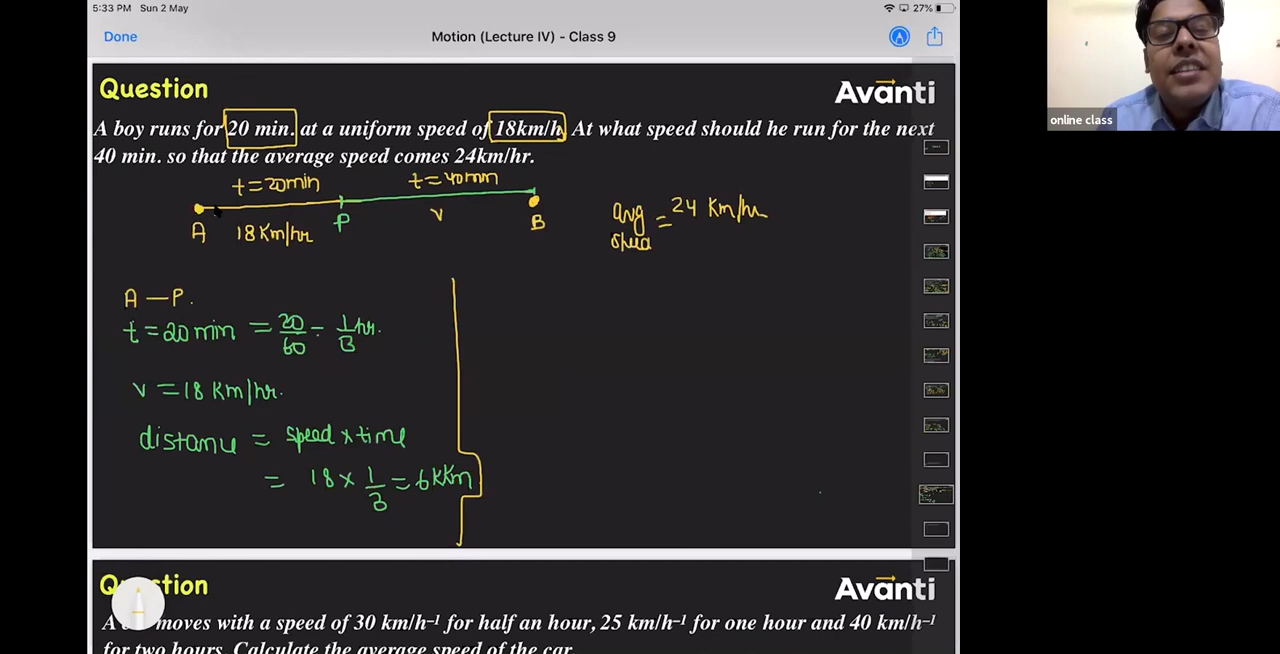 5:33 PM Sun 2 May
27%
Done
Motion (Lecture IV) - Class 9
online class
Question
Avanti
A boy runs for 20 min. at a uniform speed of 18km/h. At what speed should he run for the next
40 min. so that the average speed comes 24km/hr.
t = 20min
t = 40min
A
18 Km/hr
P
v
B
avg = 24 Km/hr
A — P.
t = 20 min = 20/60 = 1/3 hr.
v = 18 Km/hr.
distance = speed x time
= 18 x 1/3 = 6kKm
Question
Avanti
moves with a speed of 30 km/h⁻¹ for half an hour, 25 km/h⁻¹ for one hour and 40 km/h⁻¹
for two hours. Calculate the average speed of the car